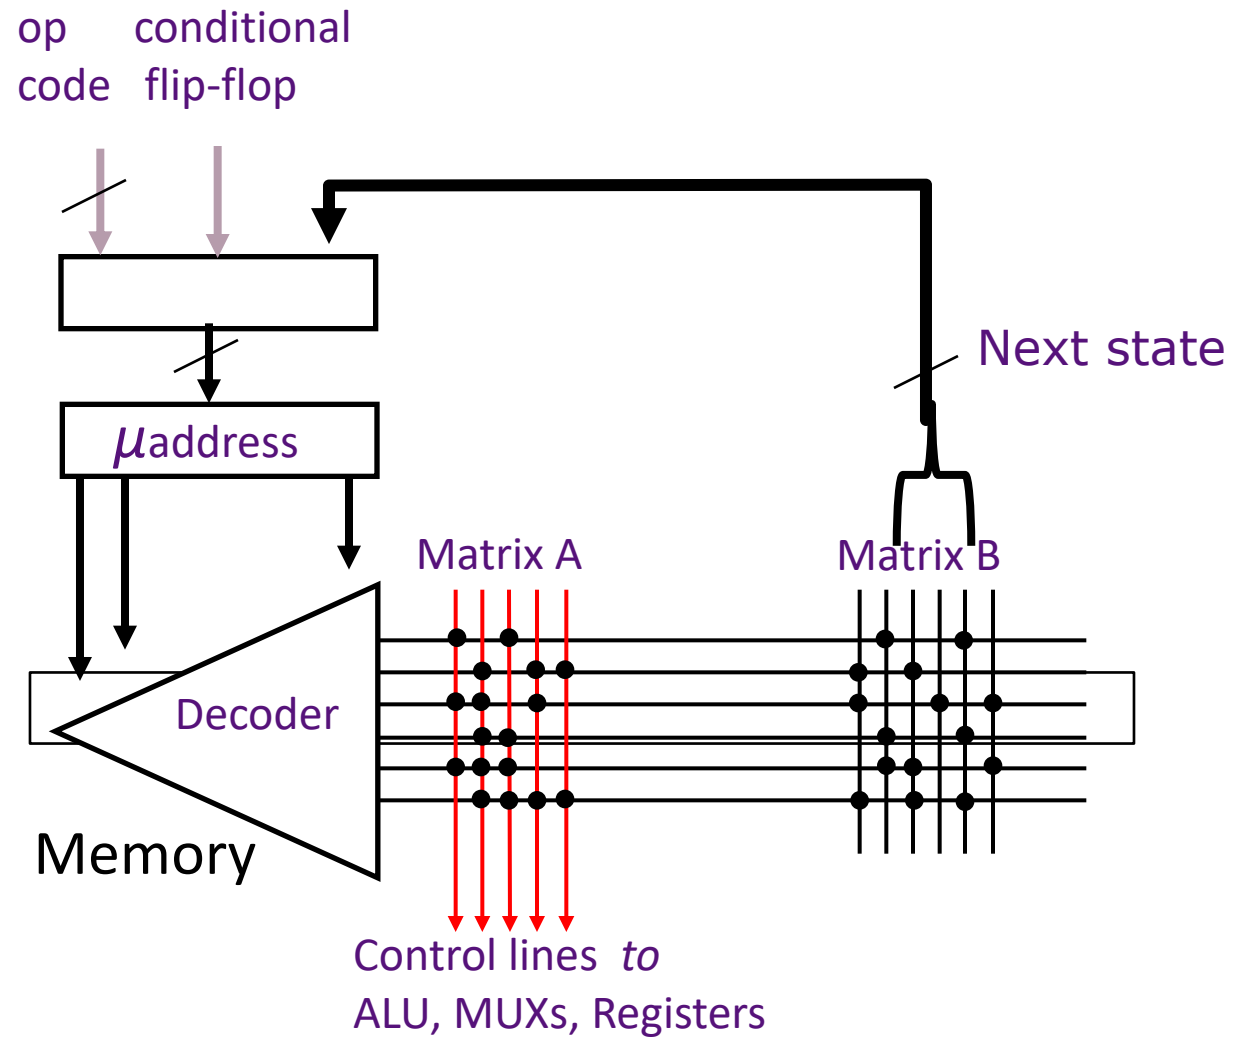 op conditional
code flip-flop
Next state
μaddress
Matrix A
Matrix B
Decoder
Memory
Control lines to
ALU, MUXs, Registers